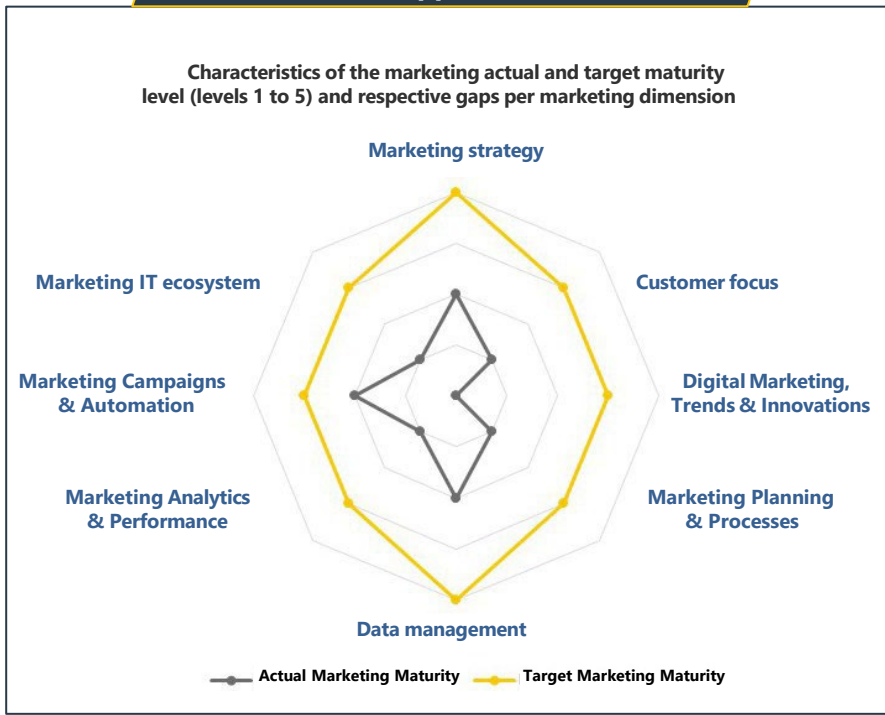 Characteristics of the marketing actual and target maturity
level (levels 1 to 5) and respective gaps per marketing dimension
Marketing strategy
Marketing IT ecosystem
Customer focus
Marketing Campaigns
& Automation
Digital Marketing,
Trends & Innovations
Marketing Analytics
& Performance
Marketing Planning
& Processes
Data management
Actual Marketing Maturity
Target Marketing Maturity